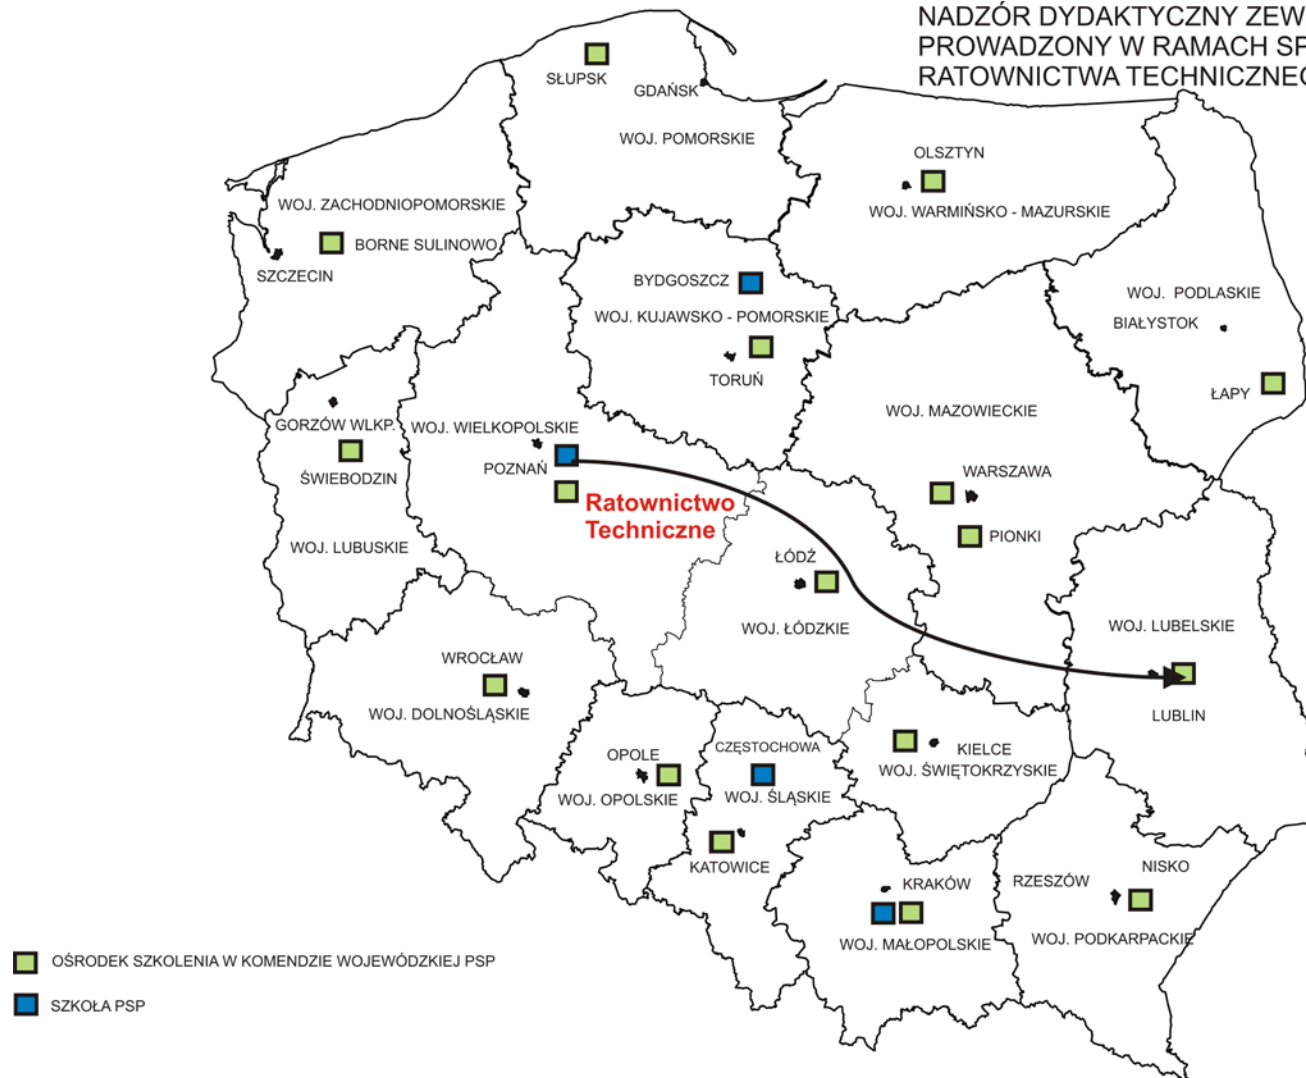 NADZÓR DYDAKTYCZNY ZEW
PROWADZONY W RAMACH SP
RATOWNICTWA TECHNICZNEG
SŁUPSK
GDAŃSK
WOJ. POMORSKIE
OLSZTYN
WOJ. WARMIŃSKO - MAZURSKIE
WOJ. ZACHODNIOPOMORSKIE
BORNE SULINOWO
SZCZECIN
BYDGOSZCZ
WOJ. KUJAWSKO - POMORSKIE
TORUŃ
WOJ. PODLASKIE
BIAŁYSTOK
ŁAPY
GORZÓW WLKP.
ŚWIEBODZIN
WOJ. LUBUSKIE
WOJ. WIELKOPOLSKIE
POZNAŃ
Ratownictwo
Techniczne
WOJ. MAZOWIECKIE
WARSZAWA
PIONKI
ŁÓDŹ
WOJ. ŁÓDZKIE
WOJ. LUBELSKIE
LUBLIN
WROCŁAW
WOJ. DOLNOŚLĄSKIE
OPOLE
WOJ. OPOLSKIE
CZĘSTOCHOWA
WOJ. ŚLĄSKIE
KATOWICE
KIELCE
WOJ. ŚWIĘTOKRZYSKIE
KRAKÓW
WOJ. MAŁOPOLSKIE
NISKO
RZESZÓW
WOJ. PODKARPACKIE
OŚRODEK SZKOLENIA W KOMENDZIE WOJEWÓDZKIEJ PSP
SZKOŁA PSP